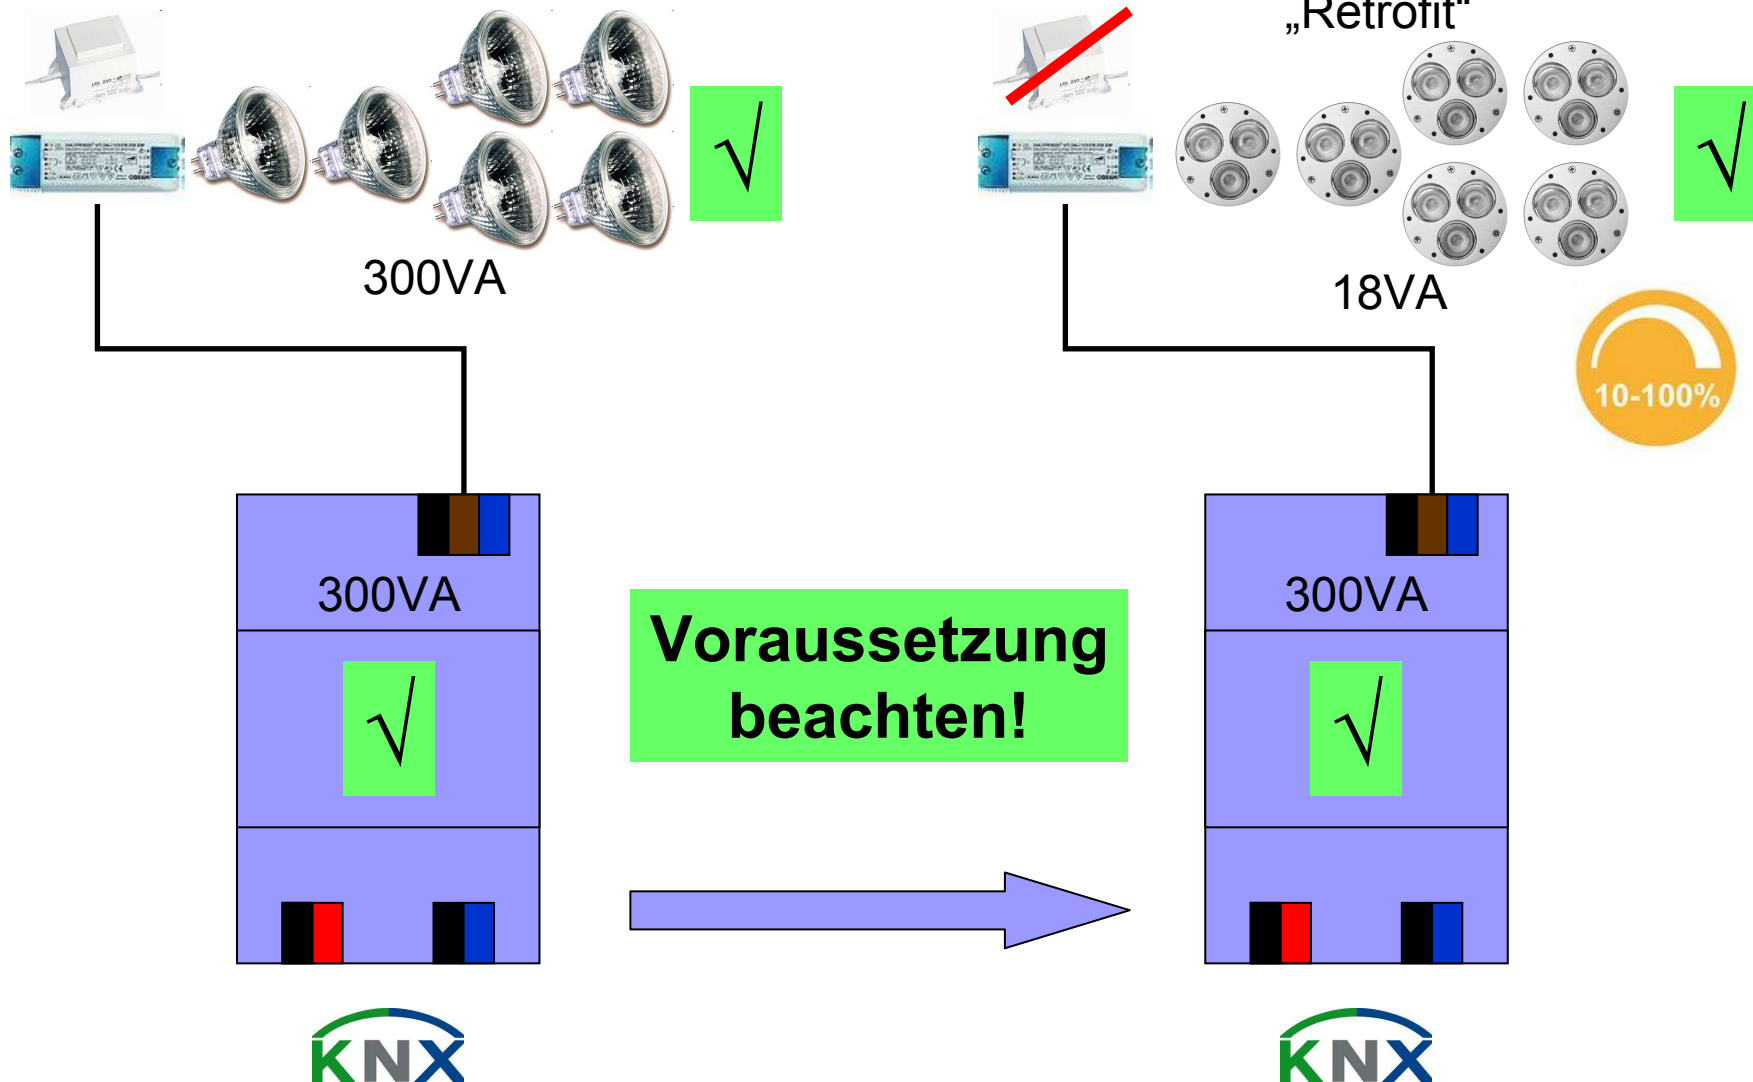 „Retrofit“
300VA
18VA
10-100%
300VA
300VA
Voraussetzung
beachten!
KNX
KNX